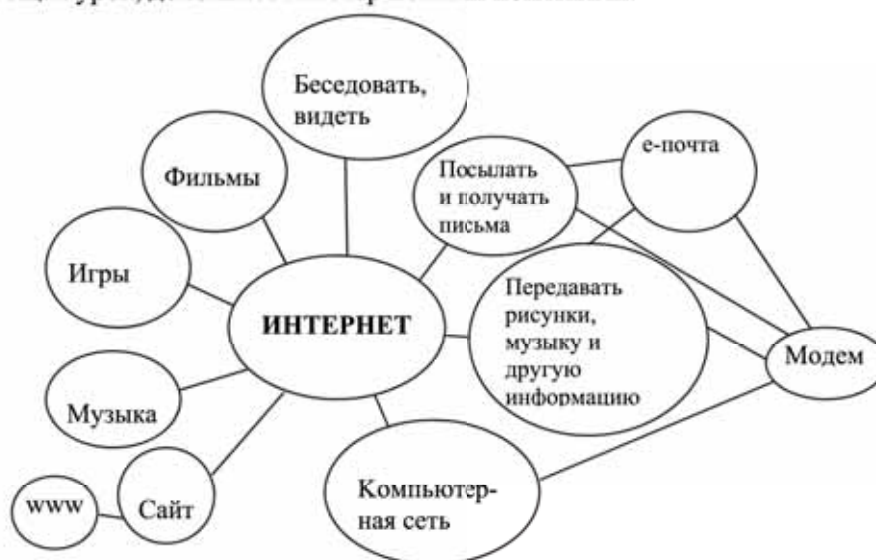 Беседовать,
видеть
е-почта
Фильмы
Посылать
и получать
письма
Игры
ИНТЕРНЕТ
Передавать
рисунки,
музыку и
другую
информацию
Модем
Музыка
www
Сайт
Компьютер-
ная сеть